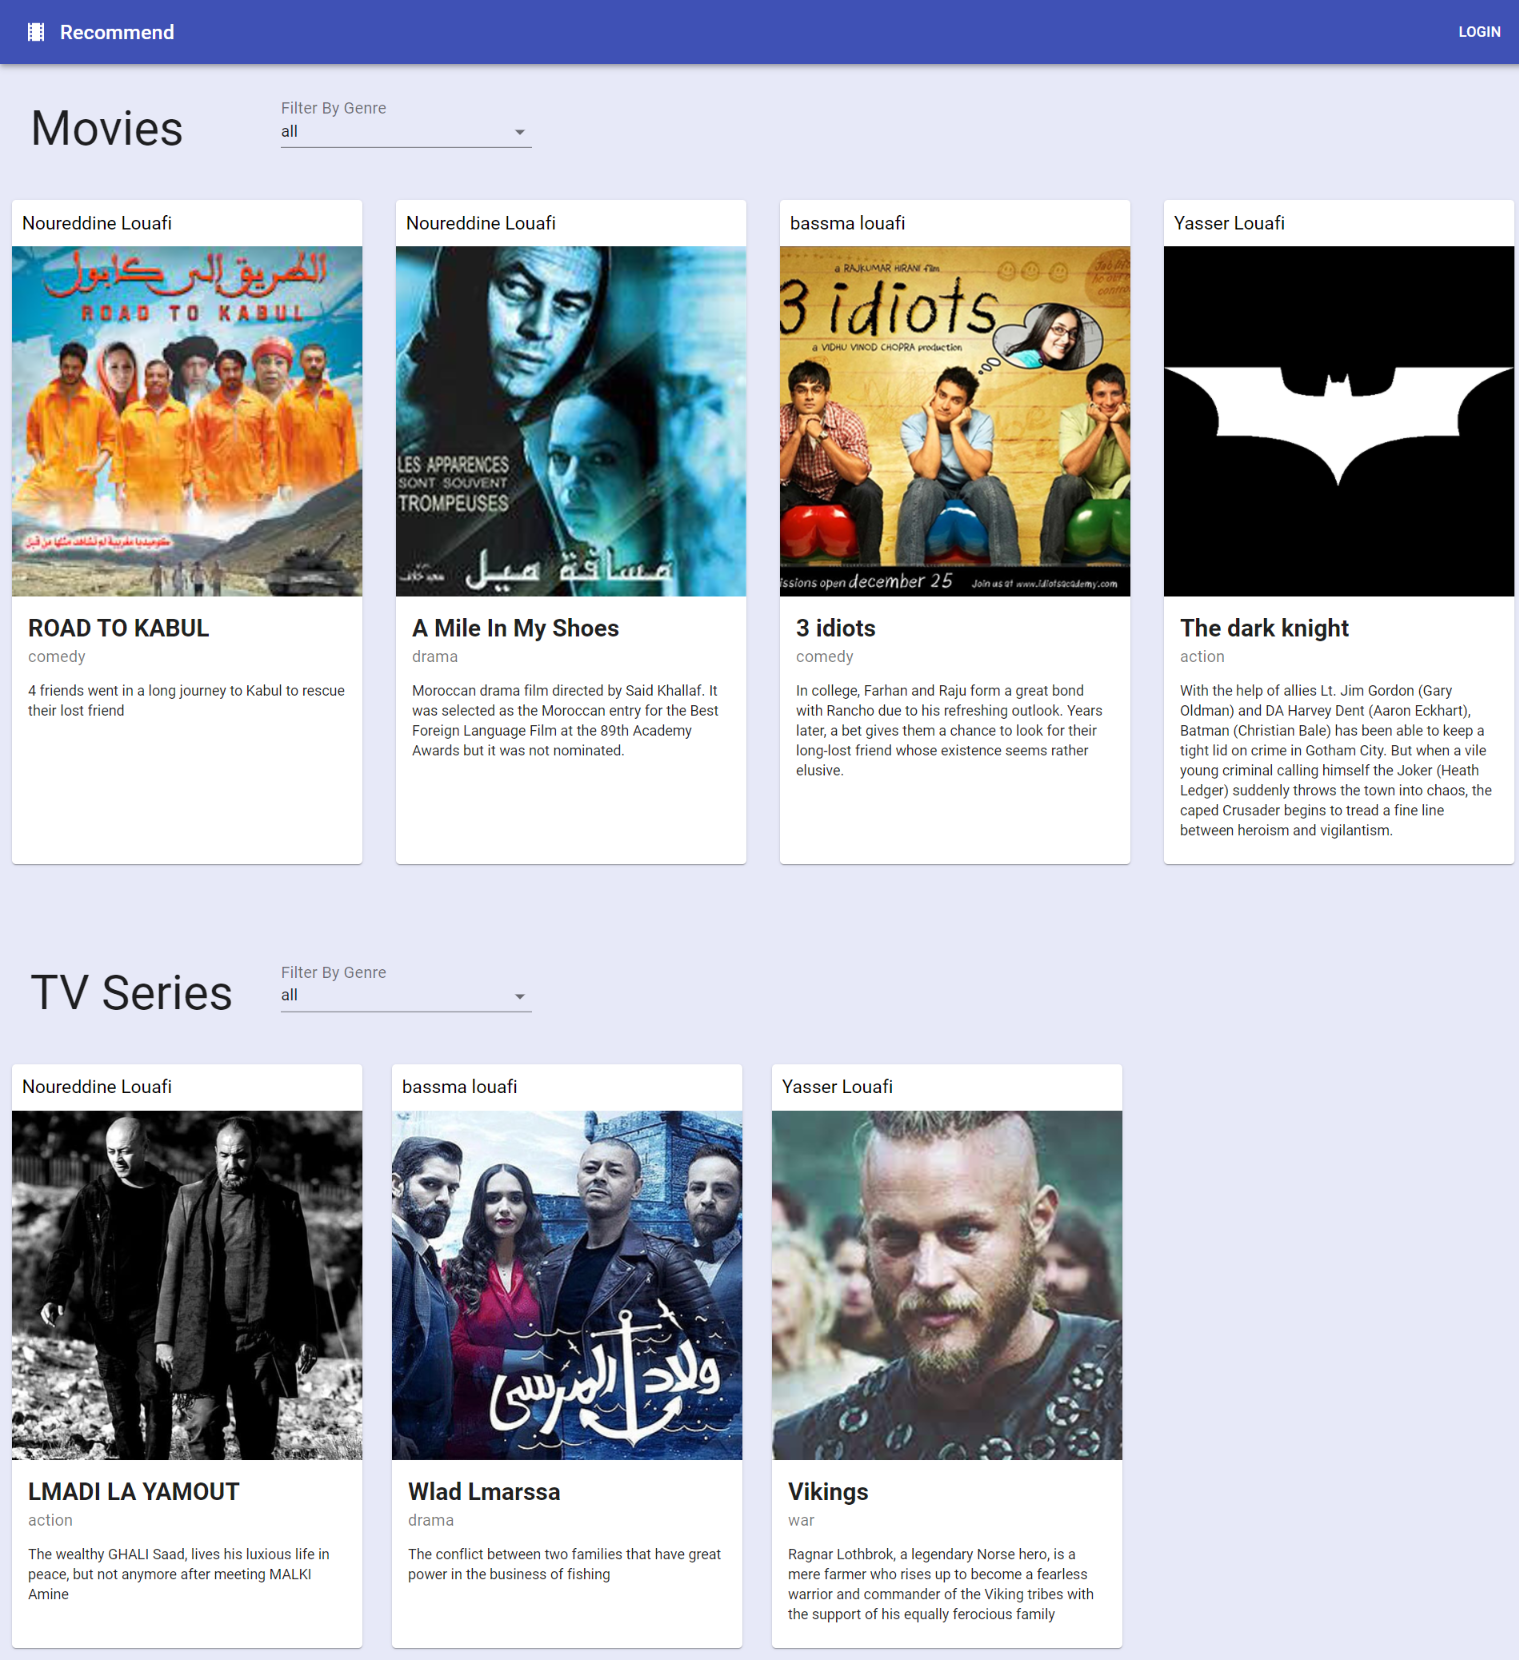 Recommend
LOGIN
Movies
Filter By Genre
all
Noureddine Louafi
الطريق إلى كابول
ROAD TO KABUL
كوميديا مغربية لم تشاهد مثلها من قبل
ROAD TO KABUL
comedy
4 friends went in a long journey to Kabul to rescue
their lost friend
Noureddine Louafi
LES APPARENCES
SONT SOUVENT
TROMPEUSES
مسافة ميل
A Mile In My Shoes
drama
Moroccan drama film directed by Said Khallaf. It
was selected as the Moroccan entry for the Best
Foreign Language Film at the 89th Academy
Awards but it was not nominated.
bassma louafi
a RAJKUMAR HIRANI film
3 idiots
a VIDHU VINOD CHOPRA production
ssions open december 25 Join us at www.idiotsacademy.com
3 idiots
comedy
In college, Farhan and Raju form a great bond
with Rancho due to his refreshing outlook. Years
later, a bet gives them a chance to look for their
long-lost friend whose existence seems rather
elusive.
Yasser Louafi
The dark knight
action
With the help of allies Lt. Jim Gordon (Gary
Oldman) and DA Harvey Dent (Aaron Eckhart),
Batman (Christian Bale) has been able to keep a
tight lid on crime in Gotham City. But when a vile
young criminal calling himself the Joker (Heath
Ledger) suddenly throws the town into chaos, the
caped Crusader begins to tread a fine line
between heroism and vigilantism.
TV Series
Filter By Genre
all
Noureddine Louafi
LMADI LA YAMOUT
action
The wealthy GHALI Saad, lives his luxious life in
peace, but not anymore after meeting MALKI
Amine
bassma louafi
ولاد المرسى
Wlad Lmarssa
drama
The conflict between two families that have great
power in the business of fishing
Yasser Louafi
Vikings
war
Ragnar Lothbrok, a legendary Norse hero, is a
mere farmer who rises up to become a fearless
warrior and commander of the Viking tribes with
the support of his equally ferocious family